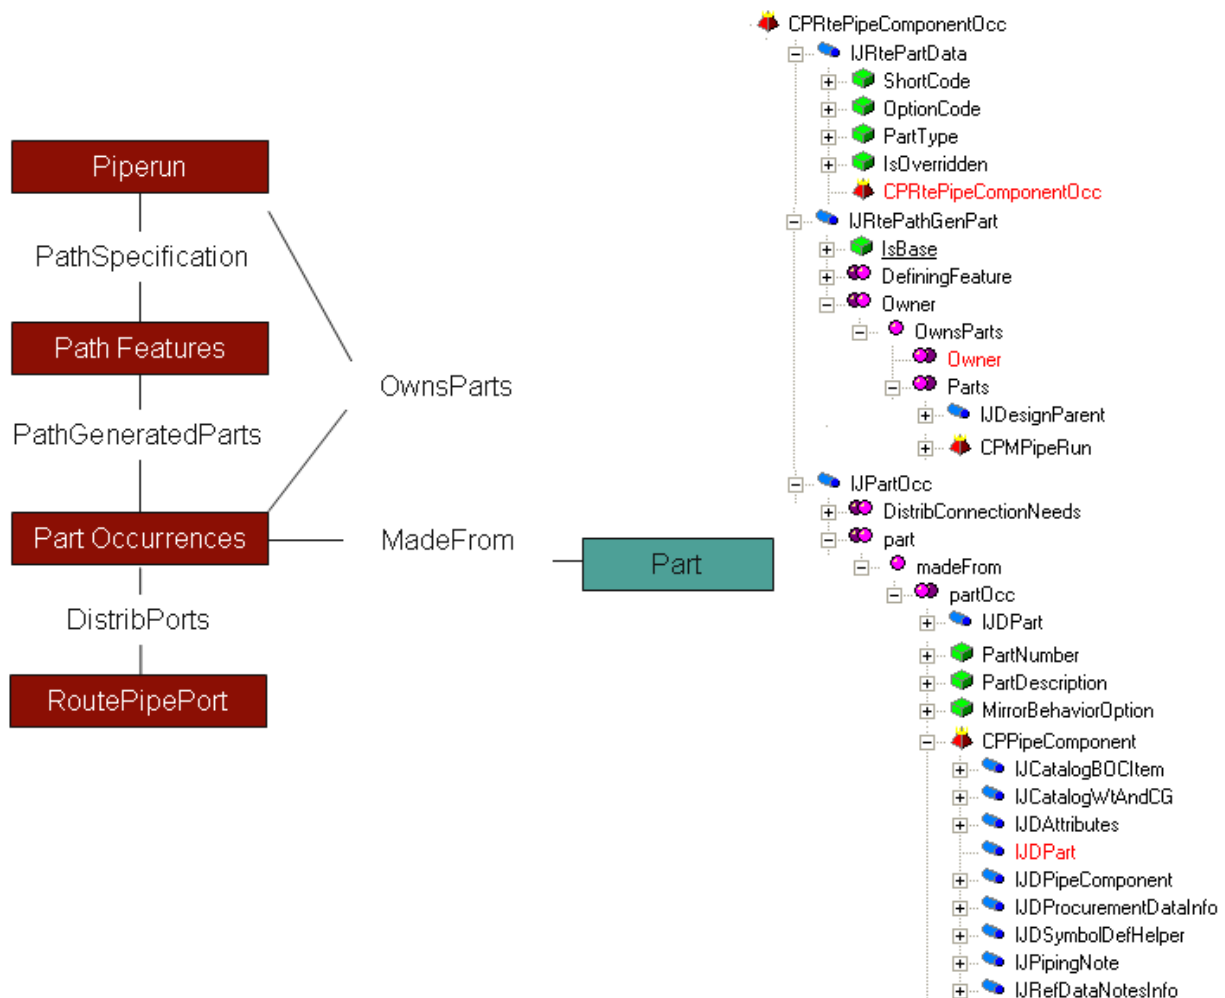 Piperun
PathSpecification
Path Features
OwnsParts
PathGeneratedParts
Part Occurrences
MadeFrom
Part
DistribPorts
RoutePipePort
CPRtePipeComponentOcc
IJRtePartData
ShortCode
OptionCode
PartType
IsOverridden
CPRtePipeComponentOcc
IJRtePathGenPart
IsBase
DefiningFeature
Owner
OwnsParts
Owner
Parts
IJDesignParent
CPMPipeRun
IJPartOcc
DistribConnectionNeeds
part
madeFrom
partOcc
IJDPart
PartNumber
PartDescription
MirrorBehaviorOption
CPPipeComponent
IJCatalogBOCItem
IJCatalogWtAndCG
IJDAttributes
IJDPart
IJDPipeComponent
IJDProcurementDataInfo
IJDSymbolDefHelper
IJPipingNote
IJRefDataNotesInfo